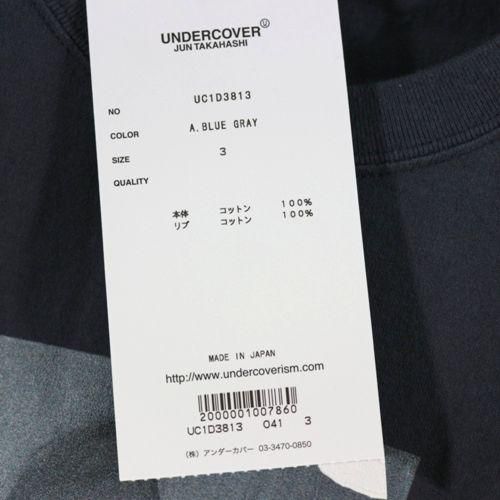 UNDERCOVER Ⓤ
JUN TAKAHASHI
NO UC1D3813
COLOR A.BLUE GRAY
SIZE 3
QUALITY
本体 コットン 100%
リブ コットン 100%
MADE IN JAPAN
http://www.undercoverism.com
2000001007860
UC1D3813 041 3
(株) アンダーカバー 03-3470-0850